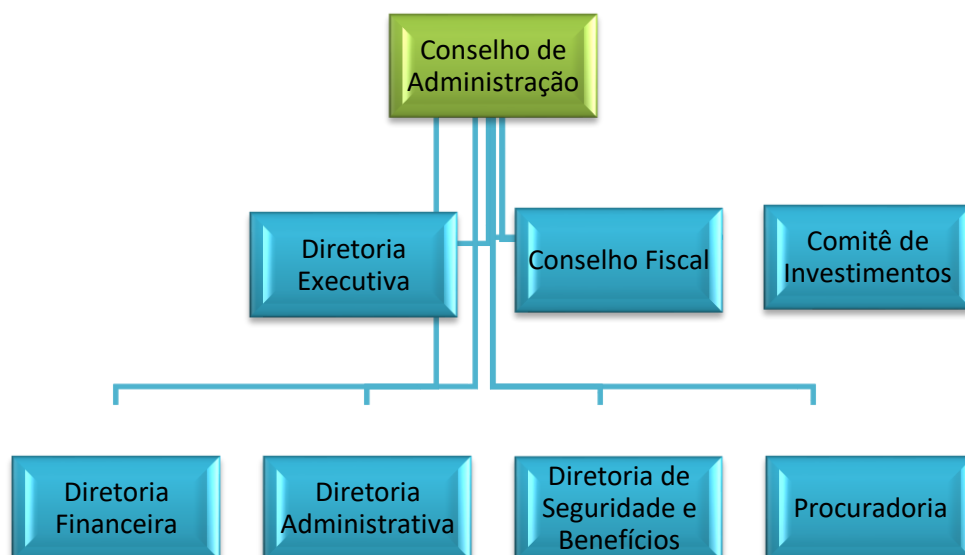 Conselho de
Administração
Diretoria
Executiva
Conselho Fiscal
Comitê de
Investimentos
Diretoria
Financeira
Diretoria
Administrativa
Diretoria de
Seguridade e
Benefícios
Procuradoria